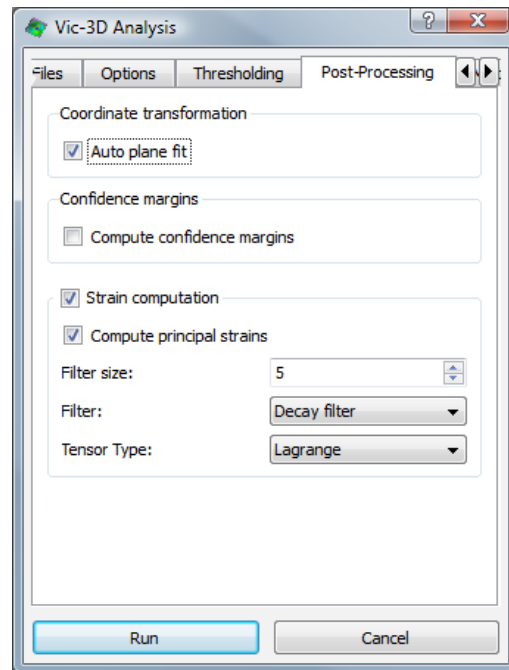 Vic-3D Analysis
Files Options Thresholding Post-Processing
Coordinate transformation
Auto plane fit
Confidence margins
Compute confidence margins
Strain computation
Compute principal strains
Filter size: 5
Filter: Decay filter
Tensor Type: Lagrange
Run Cancel